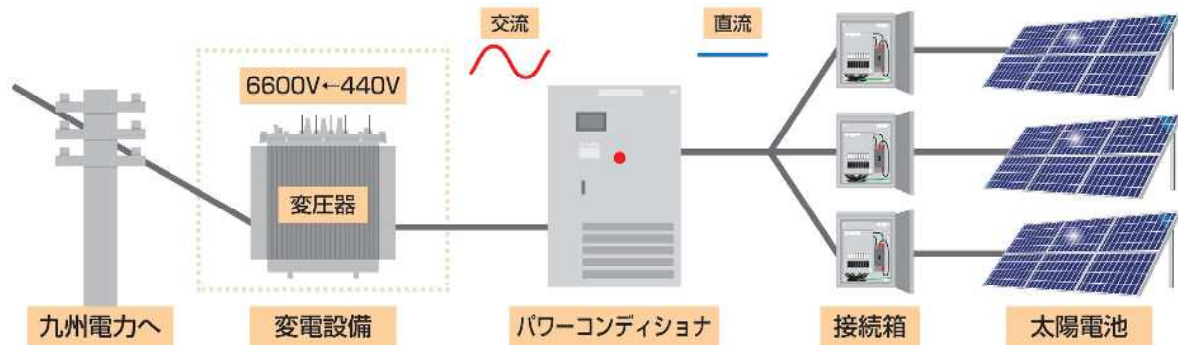 交流
直流
6600V←440V
変圧器
九州電力へ
変電設備
パワーコンディショナ
接続箱
太陽電池